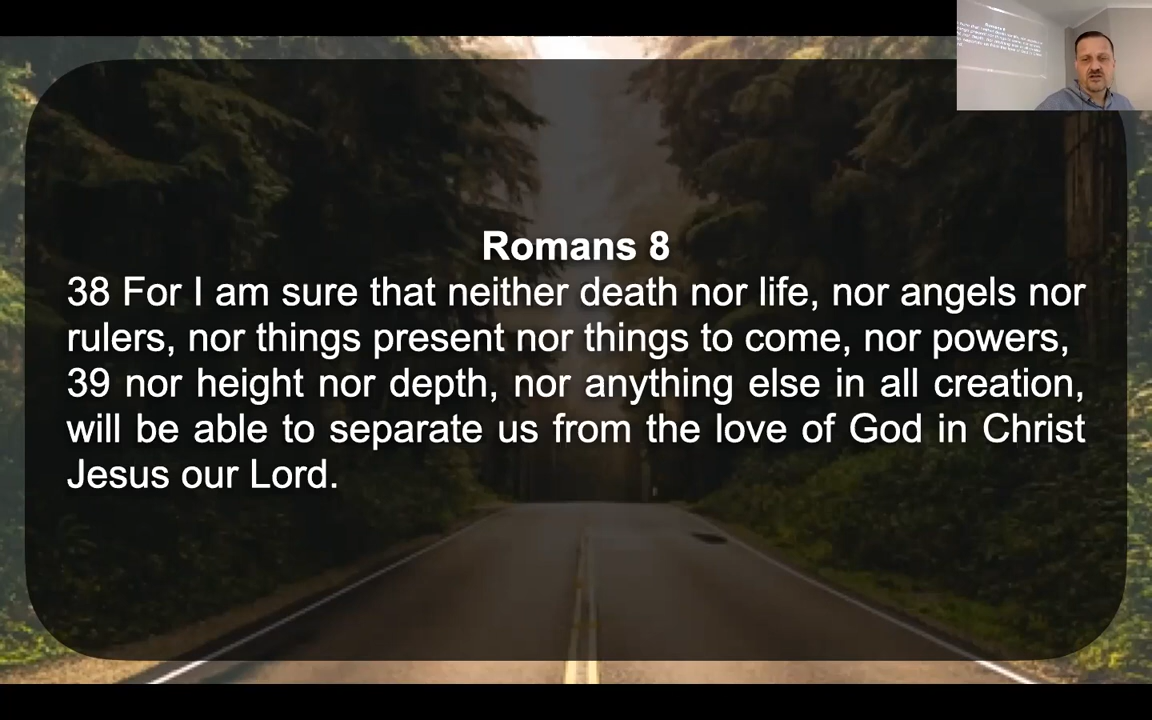 Romans 8
38 For I am sure that neither death nor life, nor angels nor
rulers, nor things present nor things to come, nor powers,
39 nor height nor depth, nor anything else in all creation,
will be able to separate us from the love of God in Christ
Jesus our Lord.